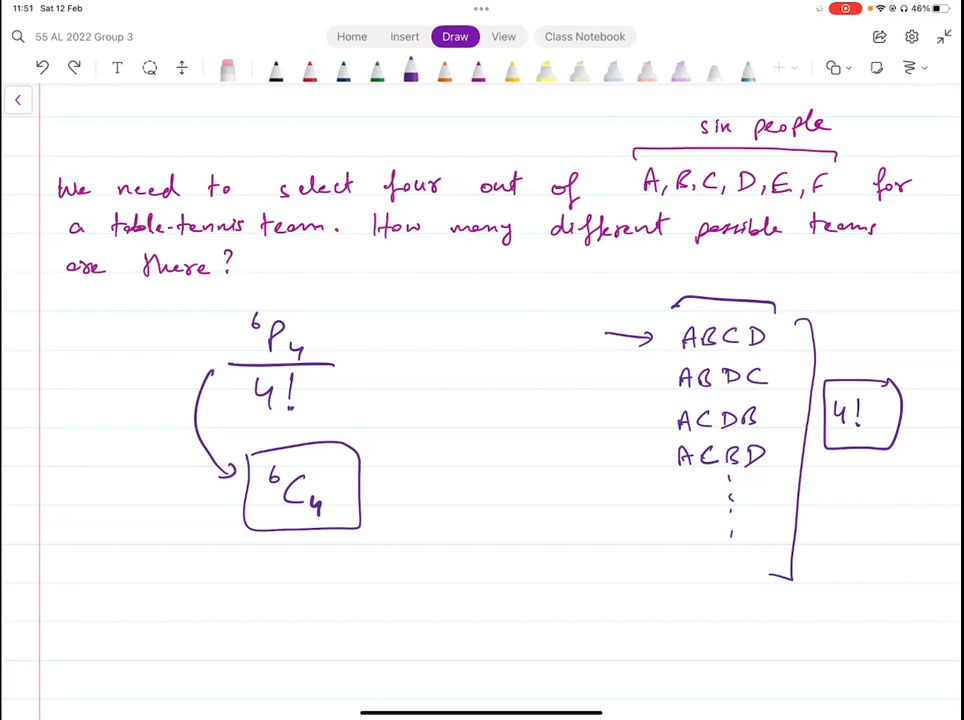 11:51 Sat 12 Feb
46%
55 AL 2022 Group 3
Home Insert Draw View Class Notebook
six people
We need to select four out of A, B, C, D, E, F for
a table-tennis team. How many different possible teams
are there?
⁶P₄
4!
⁶C₄
ABCD
ABDC
ACDB
ACBD
4!